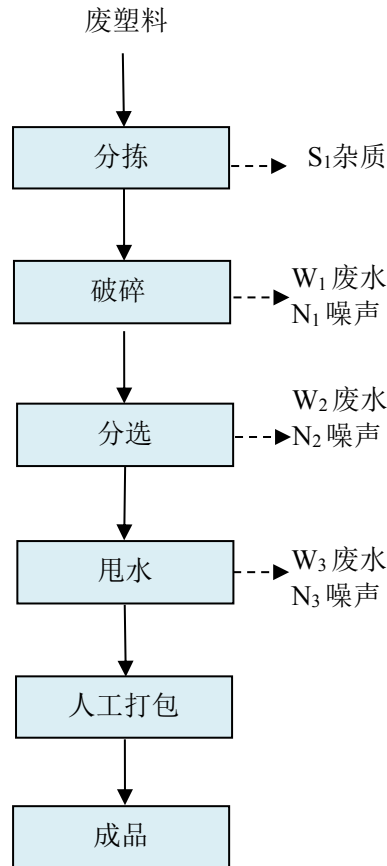 废塑料
分拣
S₁杂质
破碎
W₁废水
N₁噪声
分选
W₂废水
N₂噪声
甩水
W₃废水
N₃噪声
人工打包
成品